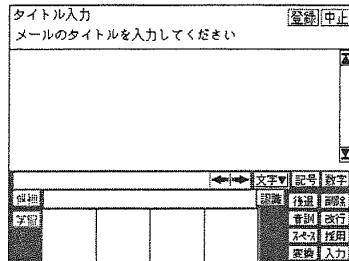 タイトル入力 登録 中止
メールのタイトルを入力してください
文字▼ 記号 数字
候補 認識 後退 削除
学習 音訓 改行
スペース 採用
変換 入力